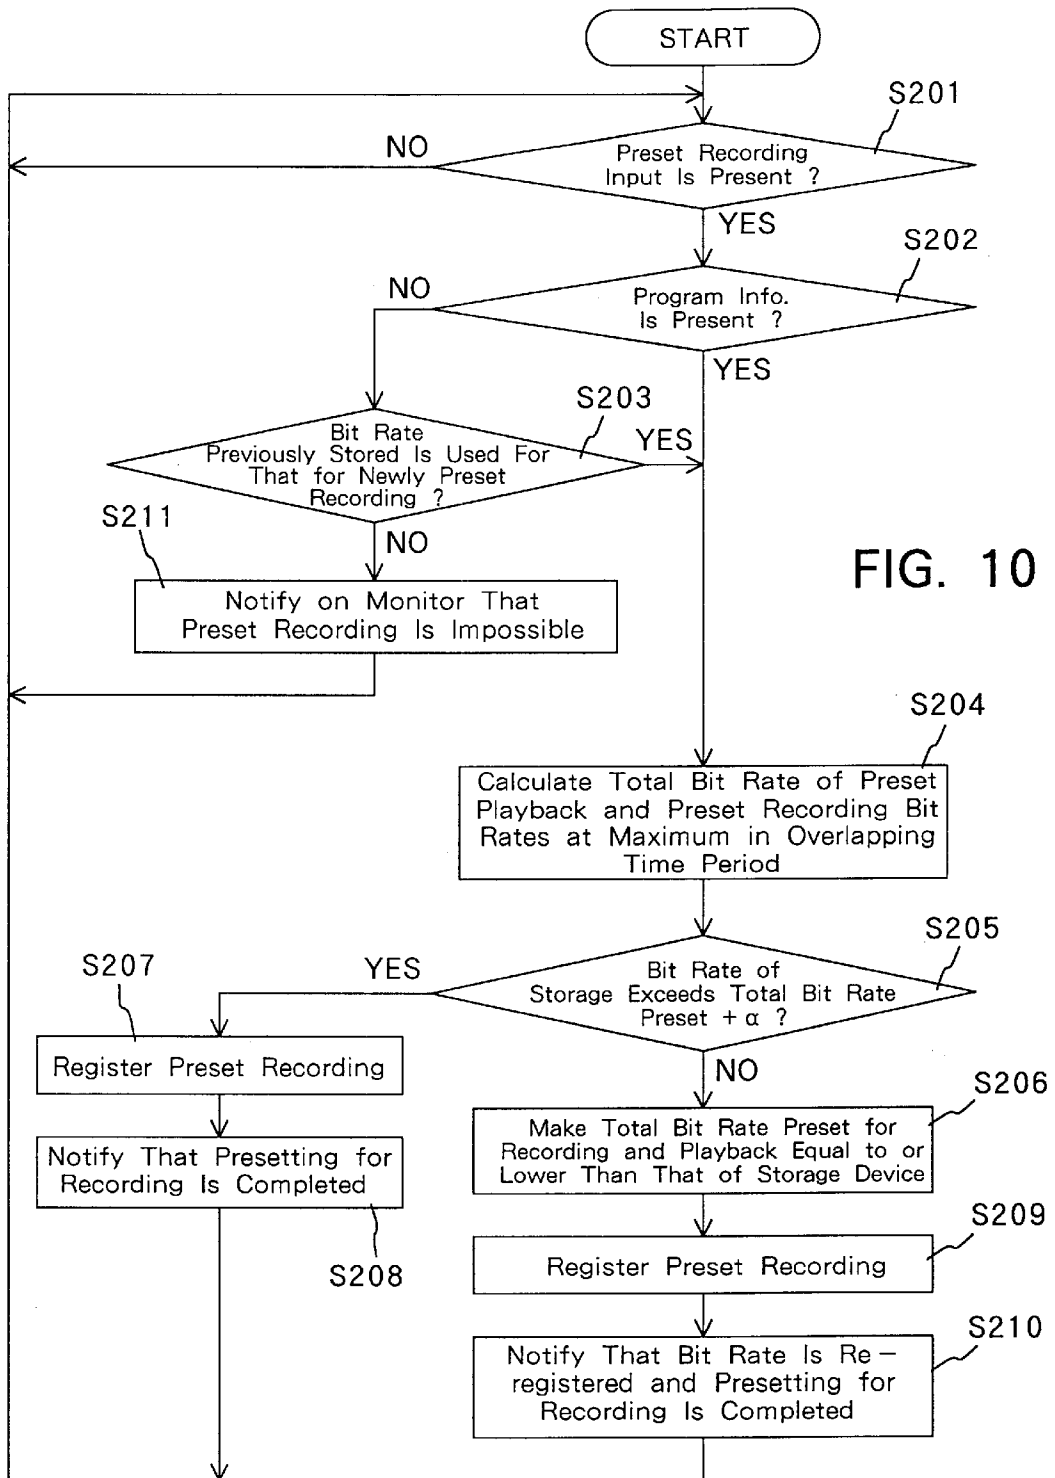 START
S201
NO
Preset Recording
Input Is Present ?
YES
S202
NO
Program Info.
Is Present ?
YES
S203
Bit Rate
Previously Stored Is Used For
That for Newly Preset
Recording ?
YES
S211
NO
FIG. 10
Notify on Monitor That
Preset Recording Is Impossible
S204
Calculate Total Bit Rate of Preset
Playback and Preset Recording Bit
Rates at Maximum in Overlapping
Time Period
S205
S207
YES
Bit Rate of
Storage Exceeds Total Bit Rate
Preset + α ?
Register Preset Recording
NO
S206
Make Total Bit Rate Preset for
Recording and Playback Equal to or
Lower Than That of Storage Device
Notify That Presetting for
Recording Is Completed
S208
S209
Register Preset Recording
S210
Notify That Bit Rate Is Re-
registered and Presetting for
Recording Is Completed